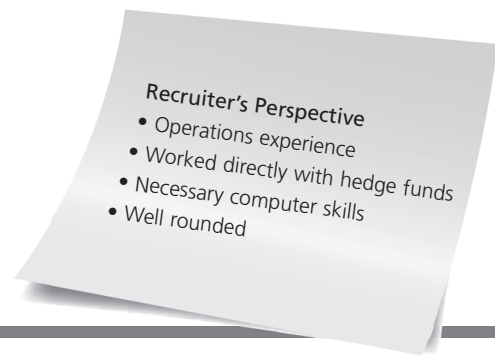 Recruiter’s Perspective
• Operations experience
• Worked directly with hedge funds
• Necessary computer skills
• Well rounded